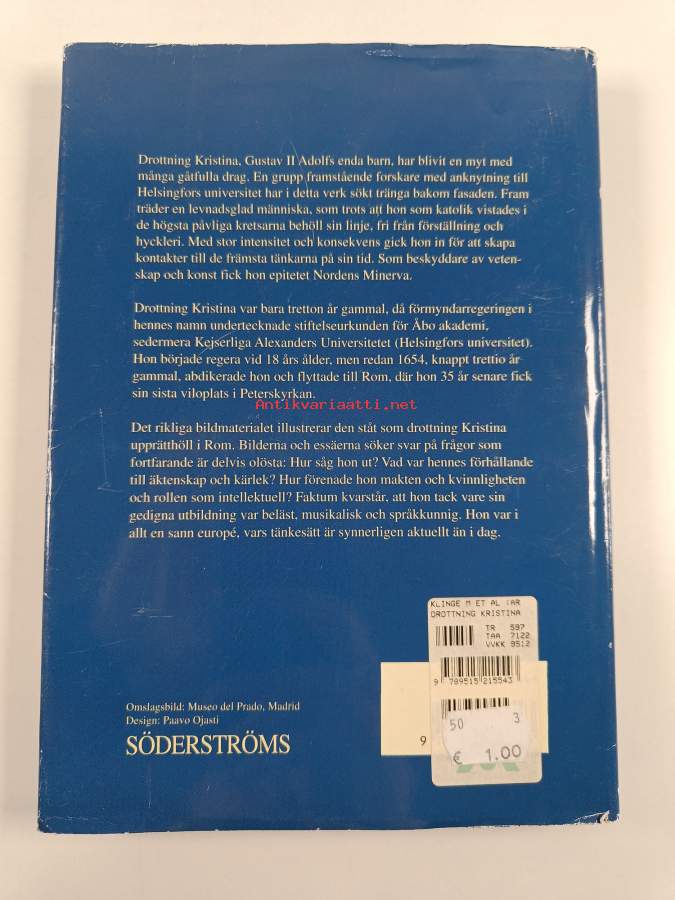 Drottning Kristina, Gustav II Adolfs enda barn, har blivit en myt med
många gåtfulla drag. En grupp framstående forskare med anknytning till
Helsingfors universitet har i detta verk sökt tränga bakom fasaden. Fram
träder en levnadsglad människa, som trots att hon som katolik vistades i
de högsta påvliga kretsarna behöll sin linje, fri från förställning och
hyckleri. Med stor intensitet och konsekvens gick hon in för att skapa
kontakter till de främsta tänkarna på sin tid. Som beskyddare av veten-
skap och konst fick hon epitetet Nordens Minerva.
Drottning Kristina var bara tretton år gammal, då förmyndarregeringen i
hennes namn undertecknade stiftelseurkunden för Åbo akademi,
sedermera Kejserliga Alexanders Universitetet (Helsingfors universitet).
Hon började regera vid 18 års ålder, men redan 1654, knappt trettio år
gammal, abdikerade hon och flyttade till Rom, där hon 35 år senare fick
sin sista viloplats i Peterskyrkan.
Antikvariaatti.net
Det rikliga bildmaterialet illustrerar den ståt som drottning Kristina
upprätthöll i Rom. Bilderna och essäerna söker svar på frågor som
fortfarande är delvis olösta: Hur såg hon ut? Vad var hennes förhållande
till äktenskap och kärlek? Hur förenade hon makten och kvinnligheten
och rollen som intellektuell? Faktum kvarstår, att hon tack vare sin
gedigna utbildning var beläst, musikalisk och språkkunnig. Hon var i
allt en sann europé, vars tänkesätt är synnerligen aktuellt än i dag.
KLINGE M ET AL (AR
DROTTNING KRISTINA
TR 597
TAA 7122
VVKK 9512
9 789515 215543
50 3
€ 1.00
9
Omslagsbild: Museo del Prado, Madrid
Design: Paavo Ojasti
SÖDERSTRÖMS